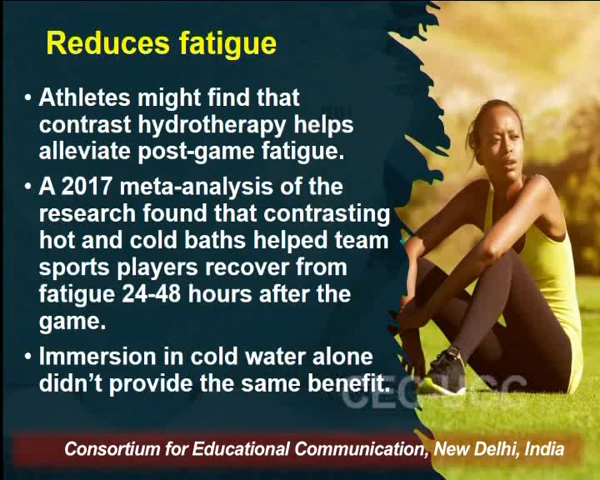 Reduces fatigue
• Athletes might find that
contrast hydrotherapy helps
alleviate post-game fatigue.
• A 2017 meta-analysis of the
research found that contrasting
hot and cold baths helped team
sports players recover from
fatigue 24-48 hours after the
game.
• Immersion in cold water alone
didn't provide the same benefit.
CEC-UGC
Consortium for Educational Communication, New Delhi, India